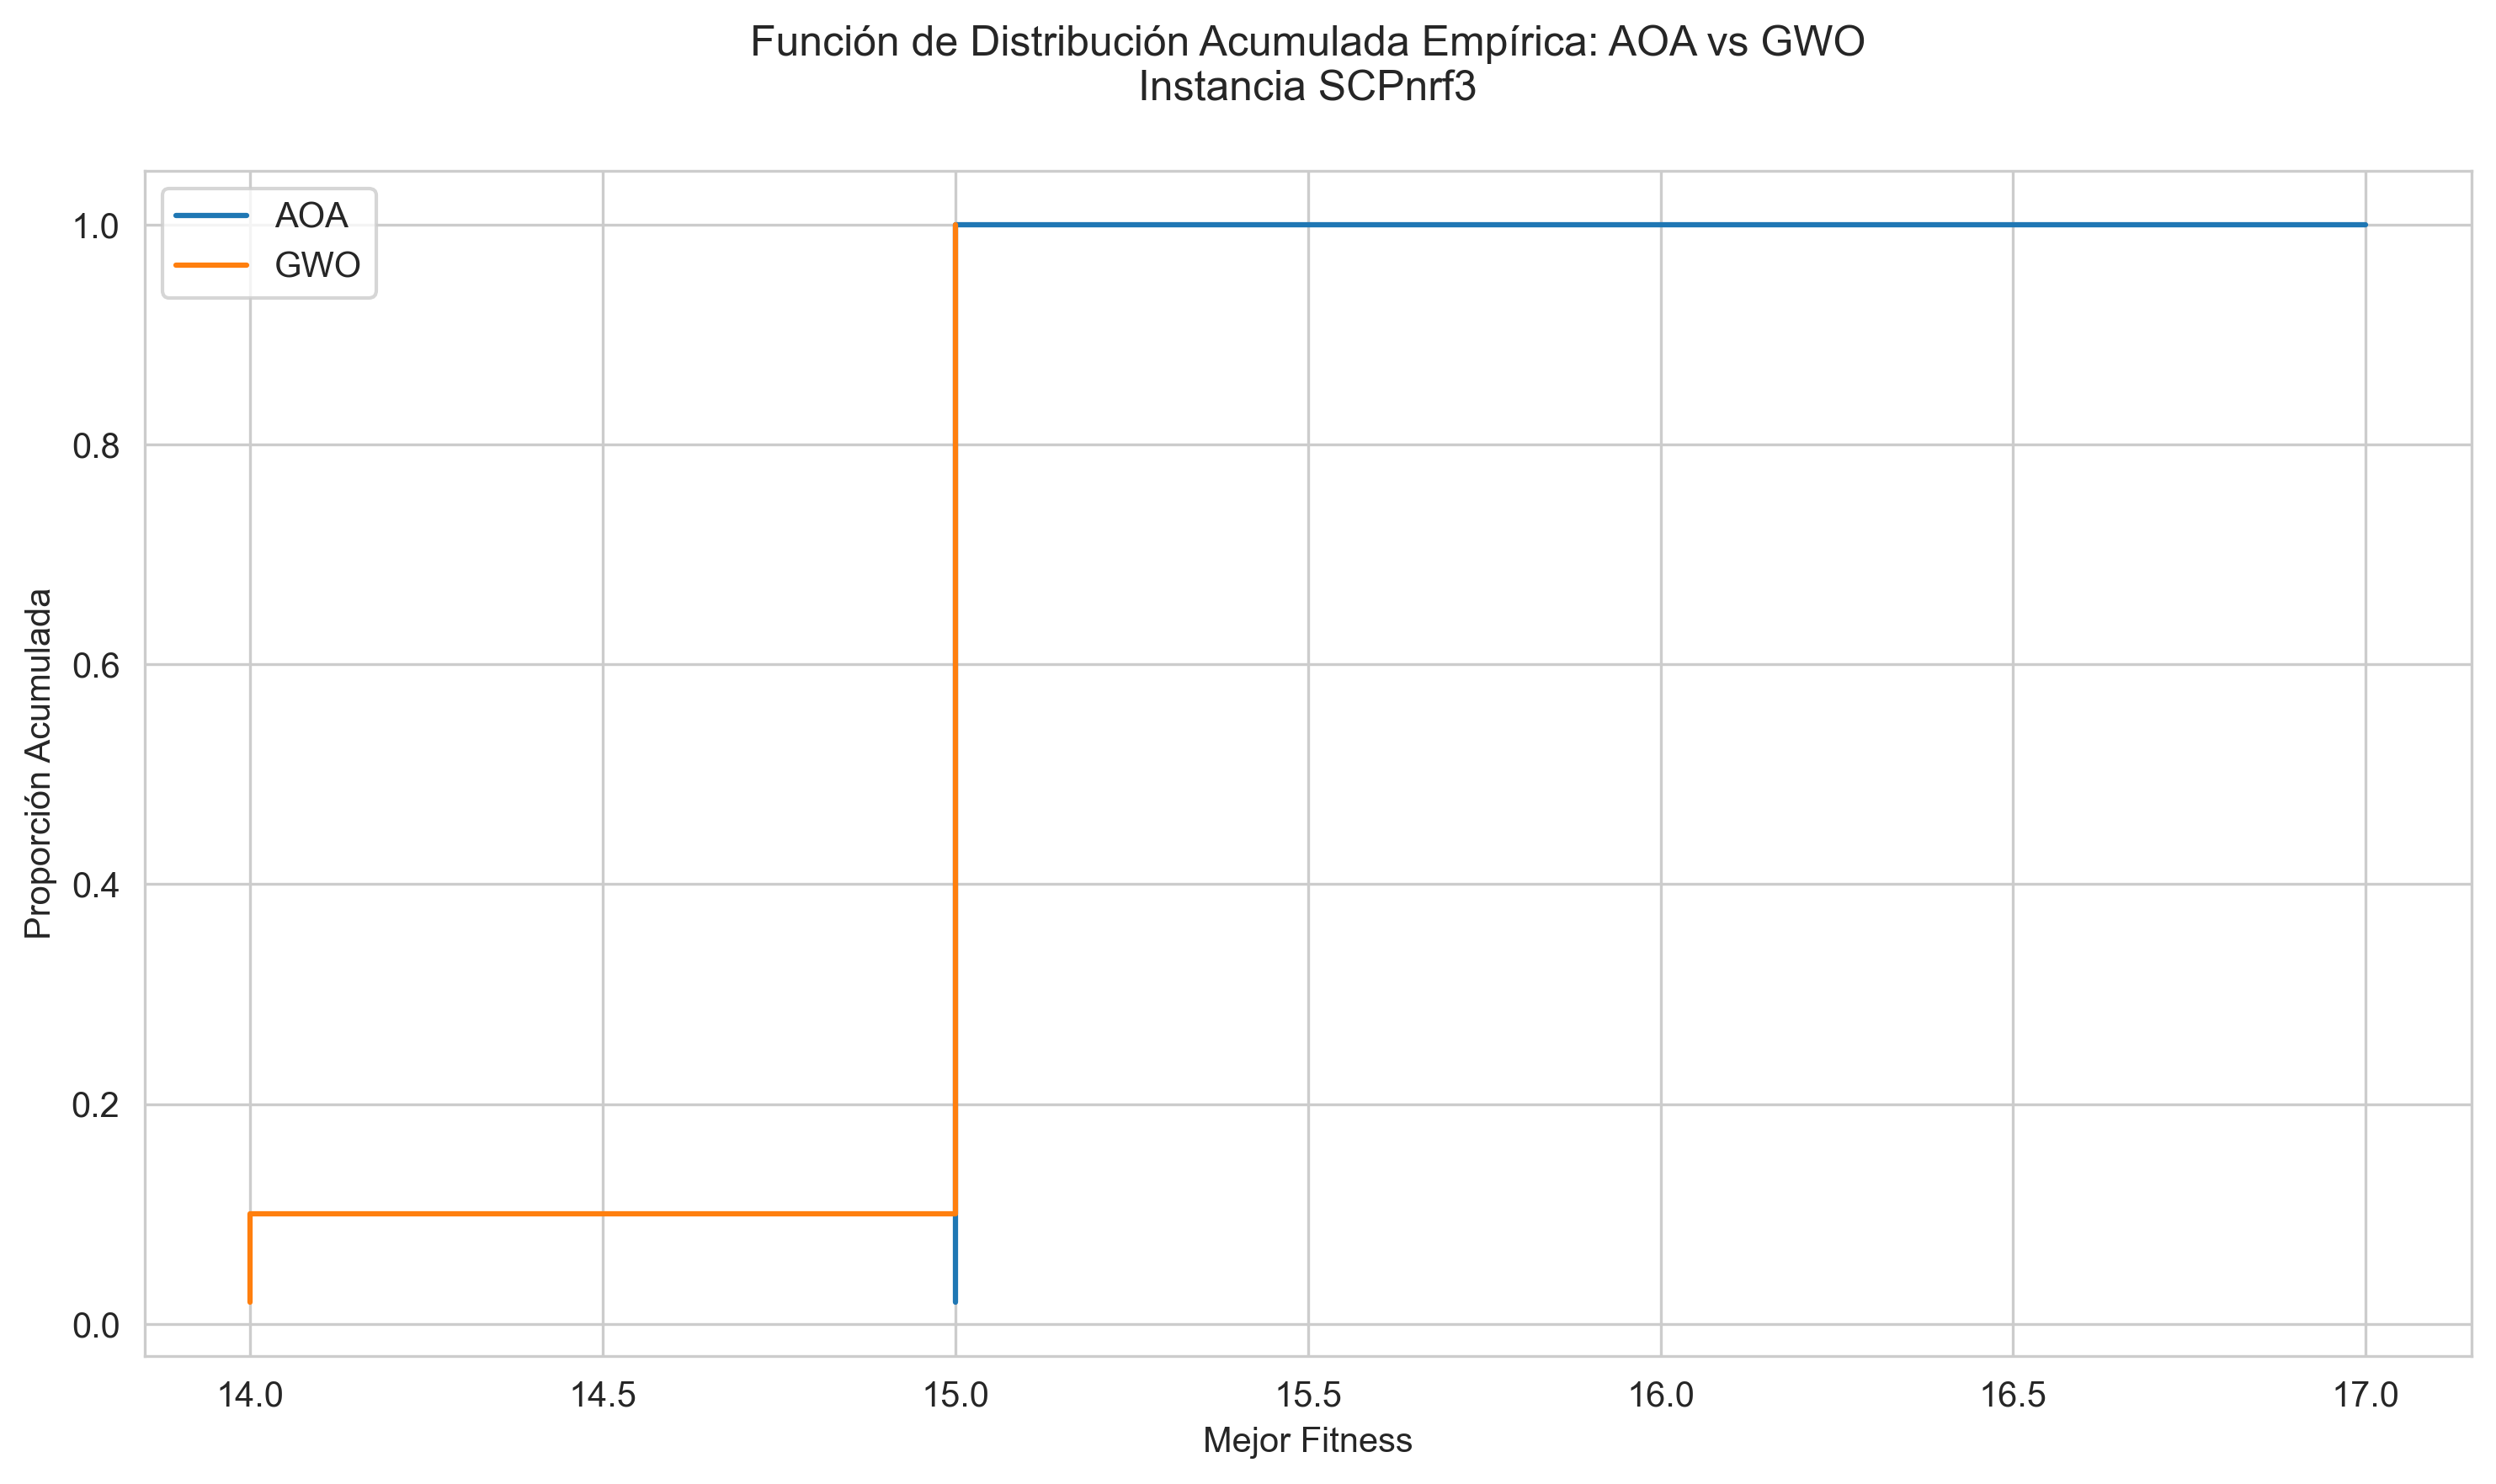 Función de Distribución Acumulada Empírica: AOA vs GWO
Instancia SCPnrf3
AOA
GWO
1.0
0.8
0.6
0.4
0.2
0.0
Proporción Acumulada
14.0 14.5 15.0 15.5 16.0 16.5 17.0
Mejor Fitness